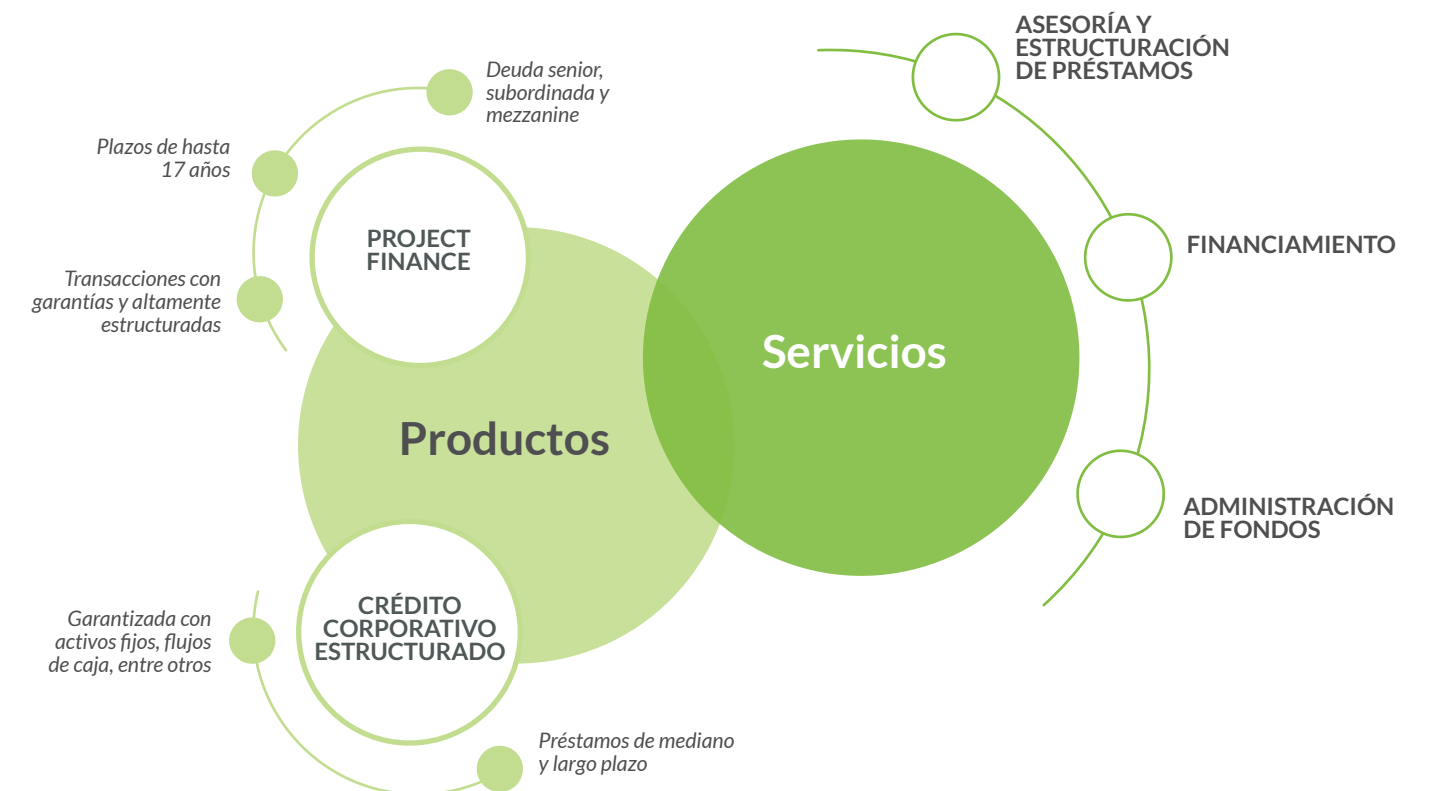 Deuda senior,
subordinada y
mezzanine
Plazos de hasta
17 años
Transacciones con
garantías y altamente
estructuradas
PROJECT
FINANCE
Productos
CRÉDITO
CORPORATIVO
ESTRUCTURADO
Garantizada con
activos fijos, flujos
de caja, entre otros
Préstamos de mediano
y largo plazo
Servicios
ASESORÍA Y
ESTRUCTURACIÓN
DE PRÉSTAMOS
FINANCIAMIENTO
ADMINISTRACIÓN
DE FONDOS